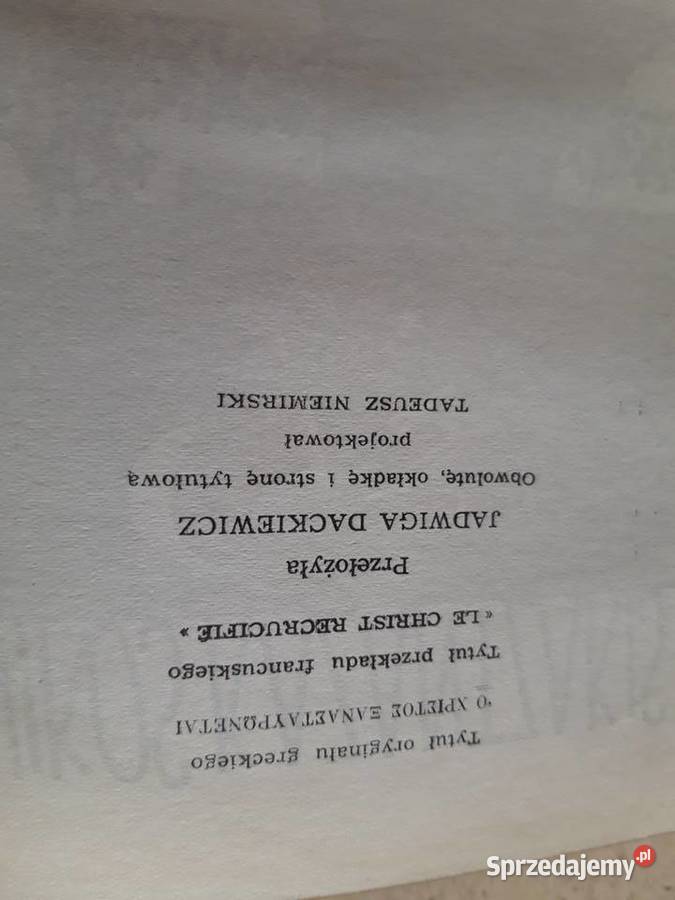 Tytuł oryginału greckiego
Ὁ ΧΡΙΣΤΟΣ ΞΑΝΑΣΤΑΥΡΩΝΕΤΑΙ
Tytuł przekładu francuskiego
« LE CHRIST RECRUCIFIÉ »
Przełożyła
JADWIGA DACKIEWICZ
Obwolutę, okładkę i stronę tytułową
projektował
TADEUSZ NIEMIRSKI
Sprzedajemy.pl